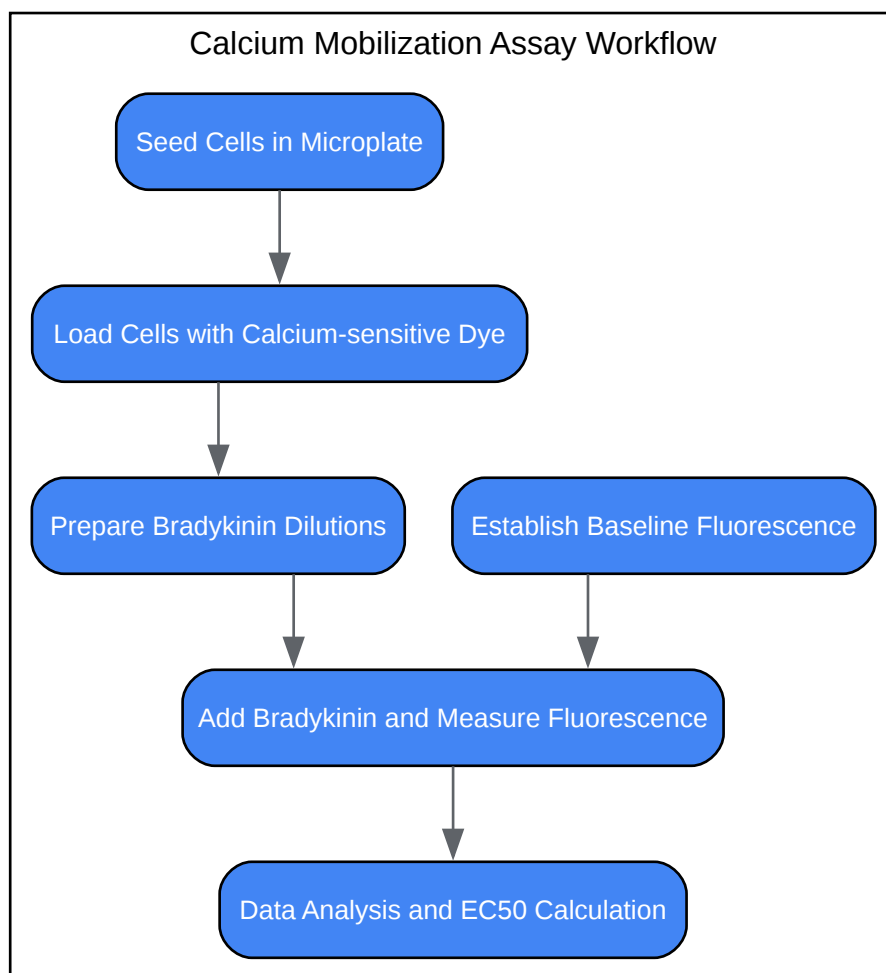 Calcium Mobilization Assay Workflow
Seed Cells in Microplate
Load Cells with Calcium-sensitive Dye
Prepare Bradykinin Dilutions
Establish Baseline Fluorescence
Add Bradykinin and Measure Fluorescence
Data Analysis and EC50 Calculation